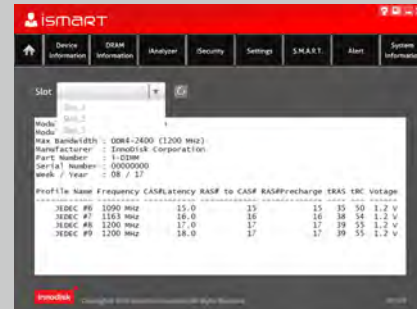 iSMART
Device Information
DRAM Information
iAnalyzer
iSecurity
Settings
S.M.A.R.T.
Alert
System Information
Slot
Modu
Modu
Max Bandwidth : DDR4-2400 (1200 MHz)
Manufacturer : InnoDisk Corporation
Part Number : 1-DIMM
Serial Number : 00000000
Week / Year : 08 / 17
Profile Name Frequency CAS#Latency RAS# to CAS# RAS#Precharge tRAS tRC Votage
JEDEC #6 1090 MHz 15.0 15 15 35 50 1.2 V
JEDEC #7 1163 MHz 16.0 16 16 38 54 1.2 V
JEDEC #8 1200 MHz 17.0 17 17 39 55 1.2 V
JEDEC #9 1200 MHz 18.0 17 17 39 55 1.2 V
innodisk